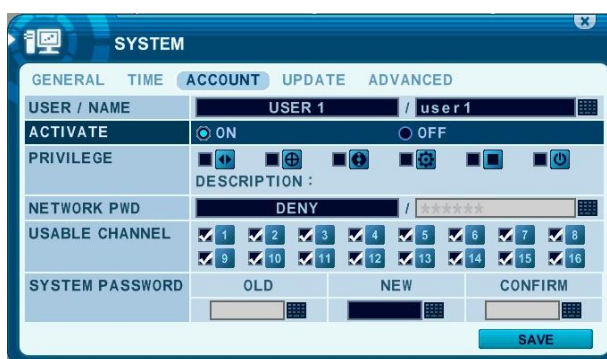 SYSTEM
GENERAL TIME ACCOUNT UPDATE ADVANCED
USER / NAME USER 1 / user1
ACTIVATE ON OFF
PRIVILEGE
DESCRIPTION :
NETWORK PWD DENY / ******
USABLE CHANNEL 1 2 3 4 5 6 7 8
9 10 11 12 13 14 15 16
SYSTEM PASSWORD OLD NEW CONFIRM
SAVE